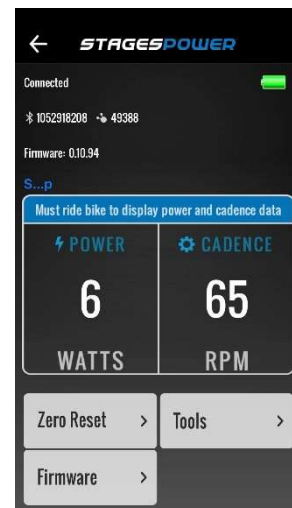 STAGESPOWER
Connected
1052918208 49388
Firmware: 0.10.94
S...p
Must ride bike to display power and cadence data
POWER
CADENCE
6
65
WATTS
RPM
Zero Reset >
Tools >
Firmware >